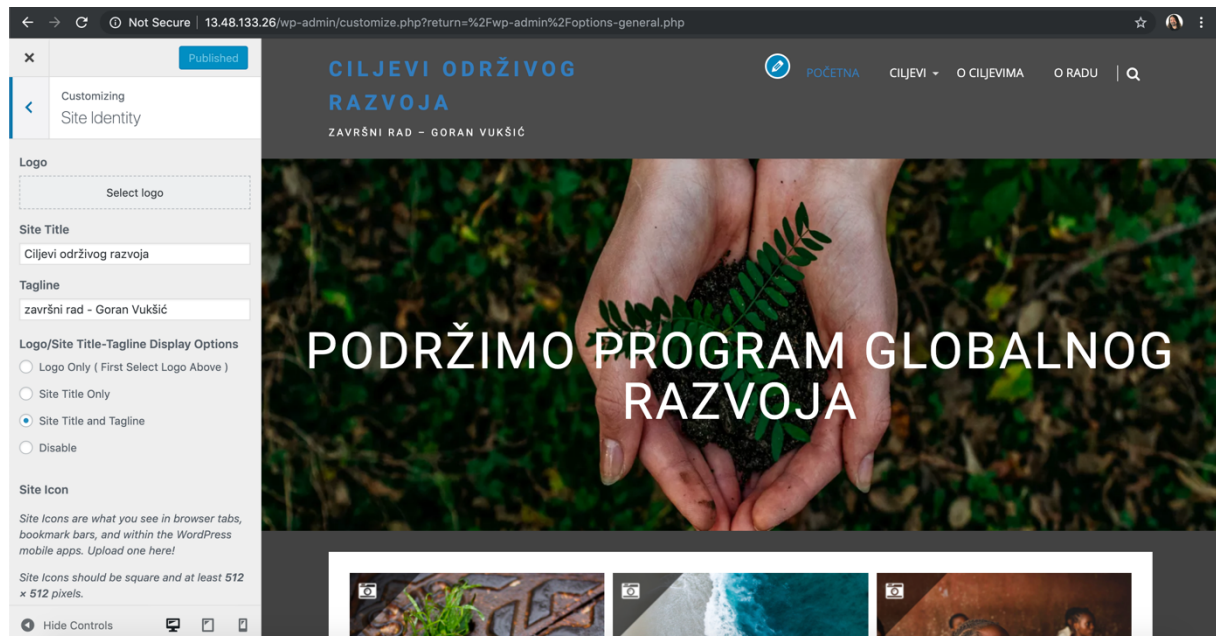 Not Secure | 13.48.133.26/wp-admin/customize.php?return=%2Fwp-admin%2Foptions-general.php
Published
Customizing
Site Identity
Logo
Select logo
Site Title
Ciljevi održivog razvoja
Tagline
završni rad - Goran Vukšić
Logo/Site Title-Tagline Display Options
Logo Only ( First Select Logo Above )
Site Title Only
Site Title and Tagline
Disable
Site Icon
Site Icons are what you see in browser tabs,
bookmark bars, and within the WordPress
mobile apps. Upload one here!
Site Icons should be square and at least 512
× 512 pixels.
Hide Controls
CILJEVI ODRŽIVOG
RAZVOJA
ZAVRŠNI RAD – GORAN VUKŠIĆ
POČETNA CILJEVI O CILJEVIMA O RADU
PODRŽIMO PROGRAM GLOBALNOG
RAZVOJA